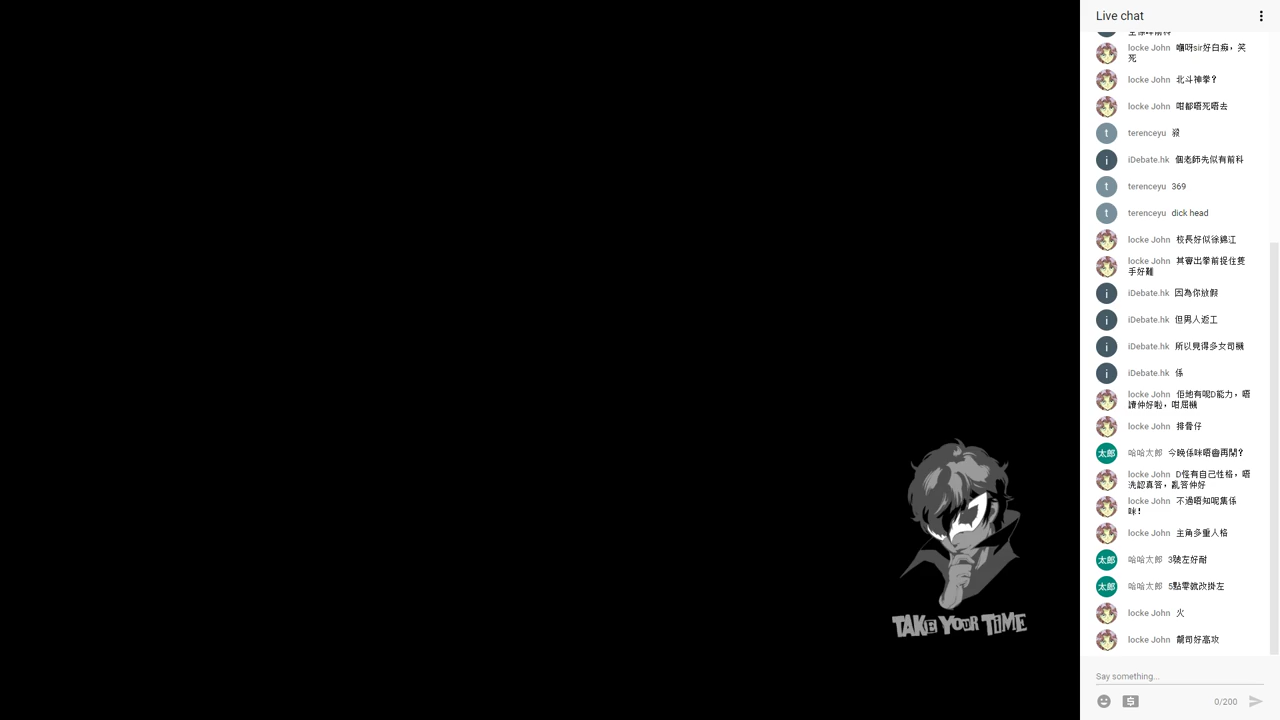 Live chat
locke John 嘩呀sir好白痴，笑
死
locke John 北斗神拳？
locke John 咁都唔死唔去
terenceyu 殺
iDebate.hk 個老師先似有前科
terenceyu 369
terenceyu dick head
locke John 校長好似徐錦江
locke John 其實出拳前捉住隻
手好難
iDebate.hk 因為你放假
iDebate.hk 但男人返工
iDebate.hk 所以見得多女司機
iDebate.hk 係
locke John 佢地有呢D能力，唔
讀仲好啦，咁屈機
locke John 排骨仔
哈哈太郎 今晚係咪唔會再鬧？
locke John D怪有自己性格，唔
洗認真答，亂答仲好
locke John 不過唔知呢集係
咪！
locke John 主角多重人格
哈哈太郎 3號左好耐
哈哈太郎 5點零就改掛左
locke John 火
locke John 靚司好高攻
TAKE YOUR TIME
Say something...
0/200